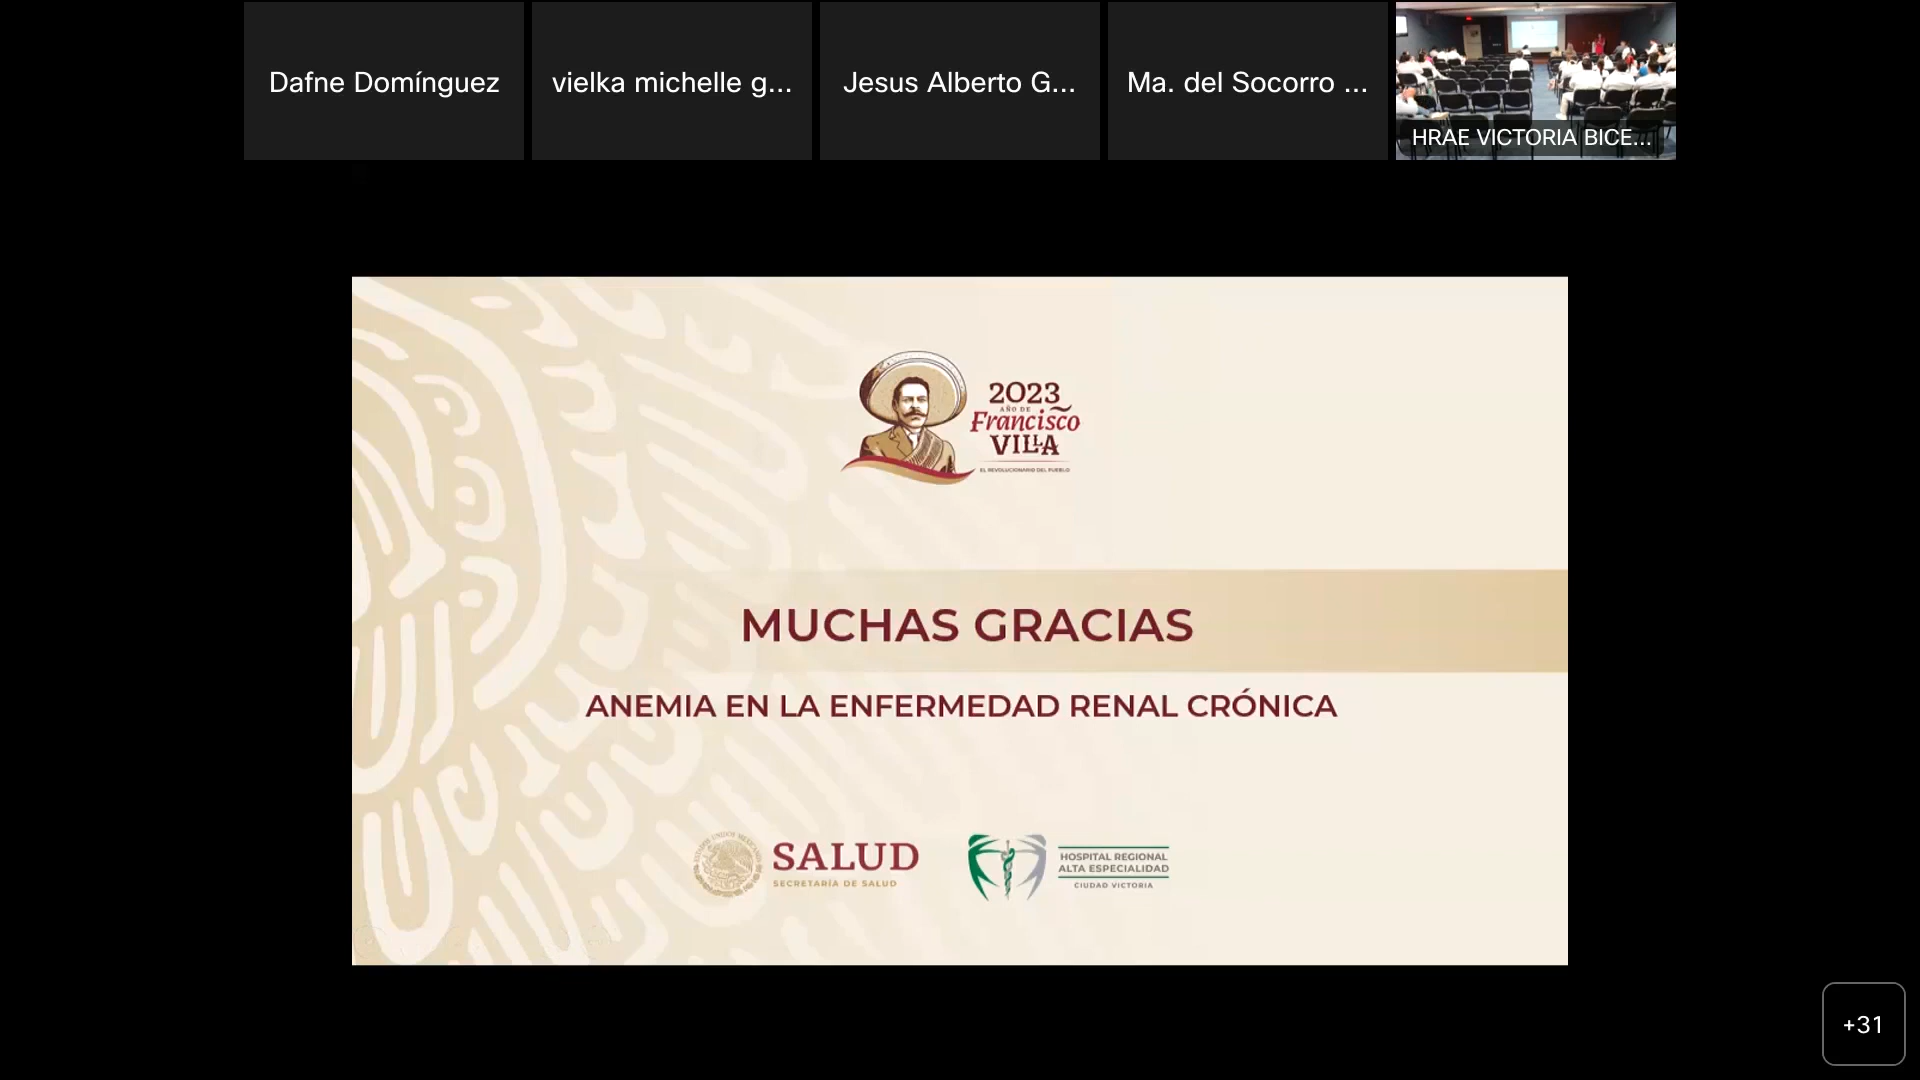 Dafne Domínguez
vielka michelle g...
Jesus Alberto G...
Ma. del Socorro ...
HRAE VICTORIA BICE...
2023
AÑO DE
Francisco
VILLA
EL REVOLUCIONARIO DEL PUEBLO
MUCHAS GRACIAS
ANEMIA EN LA ENFERMEDAD RENAL CRÓNICA
SALUD
SECRETARÍA DE SALUD
HOSPITAL REGIONAL
ALTA ESPECIALIDAD
CIUDAD VICTORIA
+31